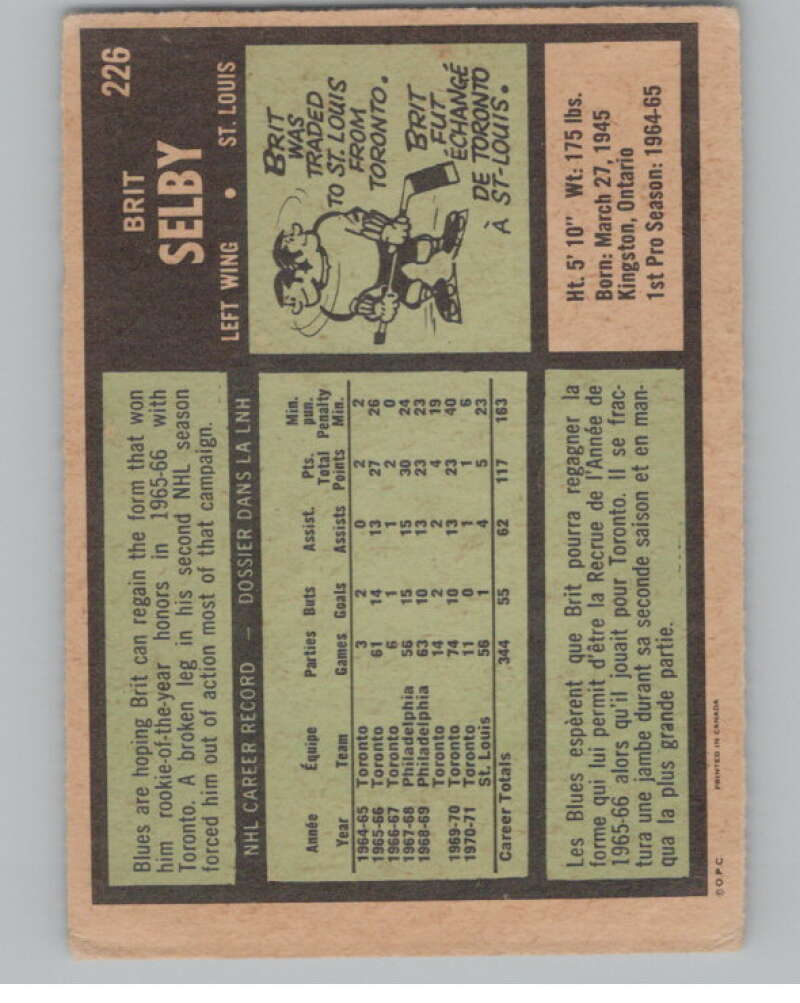 226
BRIT
SELBY
LEFT WING • ST. LOUIS
Blues are hoping Brit can regain the form that won
him rookie-of-the-year honors in 1965-66 with
Toronto. A broken leg in his second NHL season
forced him out of action most of that campaign.
BRIT
WAS
TRADED
TO ST. LOUIS
FROM
TORONTO.
BRIT
FUT
ÉCHANGÉ
DE TORONTO
À ST-LOUIS.
NHL CAREER RECORD — DOSSIER DANS LA LNH
Min.
Pts. pun.
Année Équipe Parties Buts Assist. Total Penalty
Year Team Games Goals Assists Points Min.
1964-65 Toronto 3 2 0 2 2
1965-66 Toronto 61 14 13 27 26
1966-67 Toronto 6 1 1 2 0
1967-68 Philadelphia 56 15 15 30 24
1968-69 Philadelphia 63 10 13 23 23
Toronto 14 2 2 4 19
1969-70 Toronto 74 10 13 23 40
1970-71 Toronto 11 0 1 1 6
St. Louis 56 1 4 5 23
Career Totals 344 55 62 117 163
Ht. 5' 10" Wt: 175 lbs.
Born: March 27, 1945
Kingston, Ontario
1st Pro Season: 1964-65
Les Blues espèrent que Brit pourra regagner la
forme qui lui permit d'être la Recrue de l'Année de
1965-66 alors qu'il jouait pour Toronto. Il se frac-
tura une jambe durant sa seconde saison et en man-
qua la plus grande partie.
© O.P.C. PRINTED IN CANADA